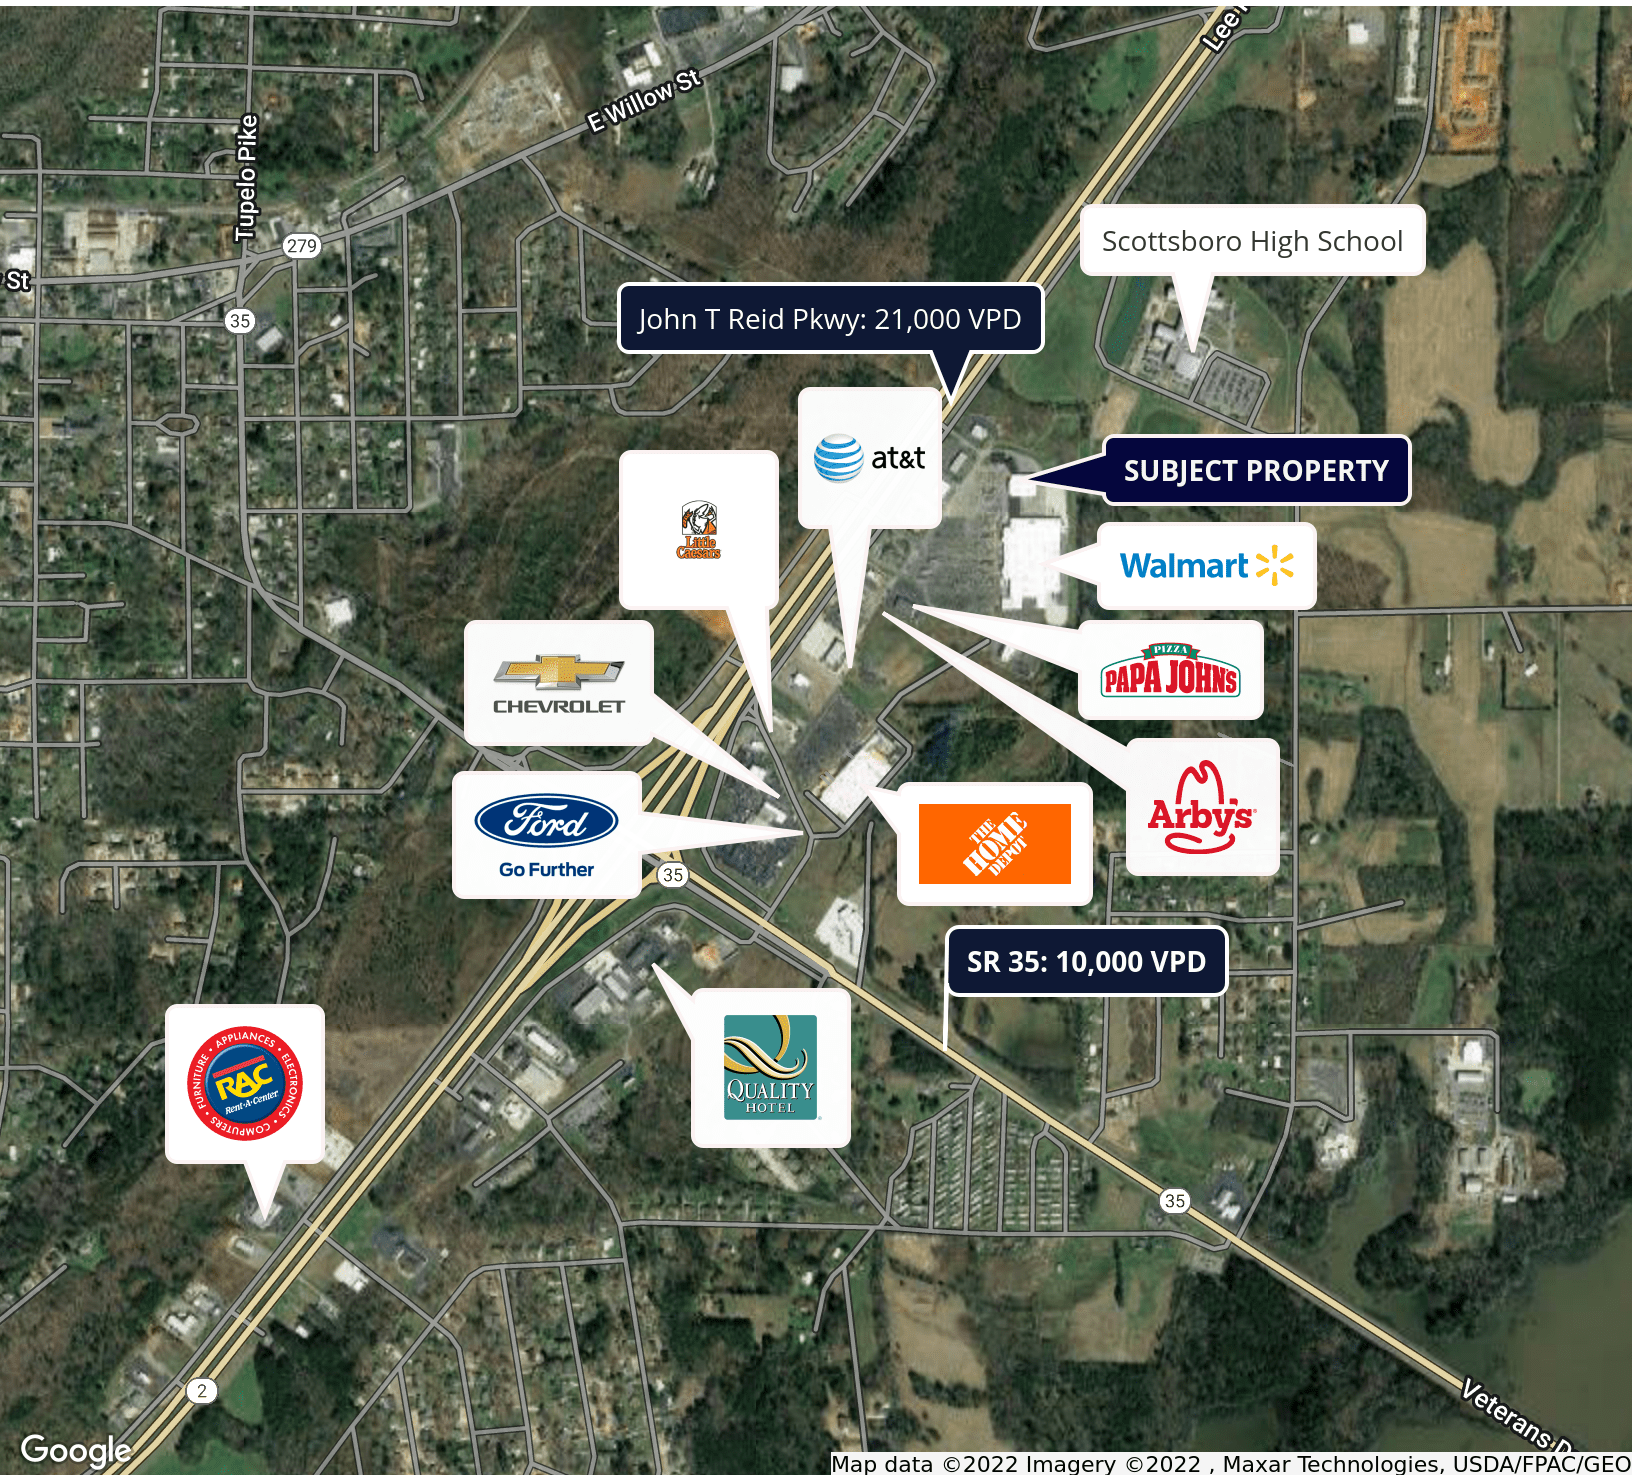 Lee
E Willow St
Tupelo Pike
279
St
35
Scottsboro High School
John T Reid Pkwy: 21,000 VPD
at&t
SUBJECT PROPERTY
Little
Caesars
Walmart
CHEVROLET
PIZZA
PAPA JOHN'S
Ford
Go Further
Arby's
THE
HOME
DEPOT
35
SR 35: 10,000 VPD
FURNITURE • APPLIANCES • ELECTRONICS • COMPUTERS •
RAC
Rent-A-Center
QUALITY
HOTEL
35
2
Veterans D
Google
Map data ©2022 Imagery ©2022 , Maxar Technologies, USDA/FPAC/GEO